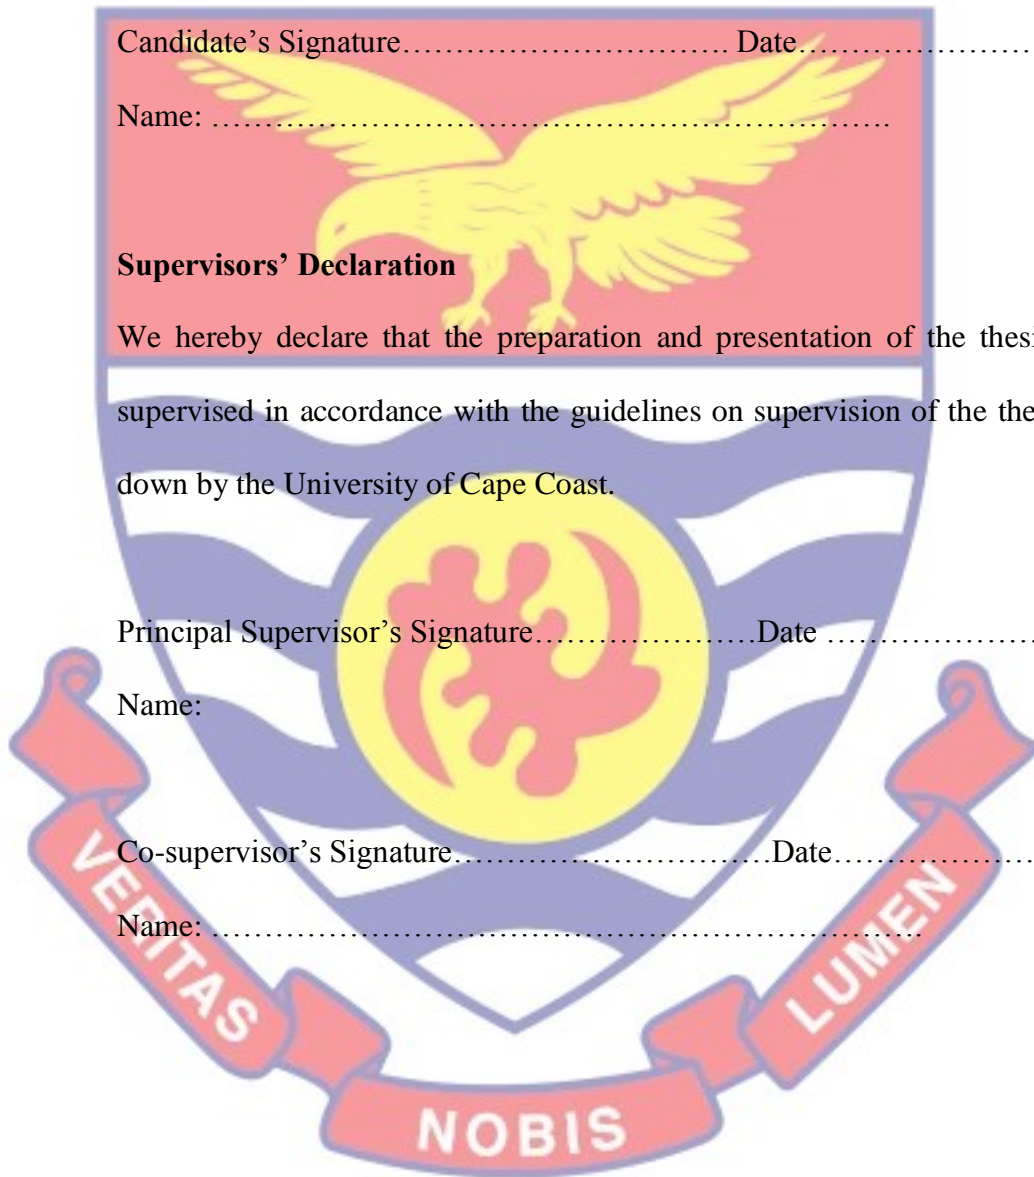 Candidate’s Signature…………………………. Date…………………
Name: ……………………………………………………….
Supervisors’ Declaration
We hereby declare that the preparation and presentation of the thesi
supervised in accordance with the guidelines on supervision of the the
down by the University of Cape Coast.
Principal Supervisor’s Signature…………………Date …………………
Name:
Co-supervisor’s Signature…………………………Date…………………
Name: ………………………………………………………….
VERITAS
NOBIS
LUMEN